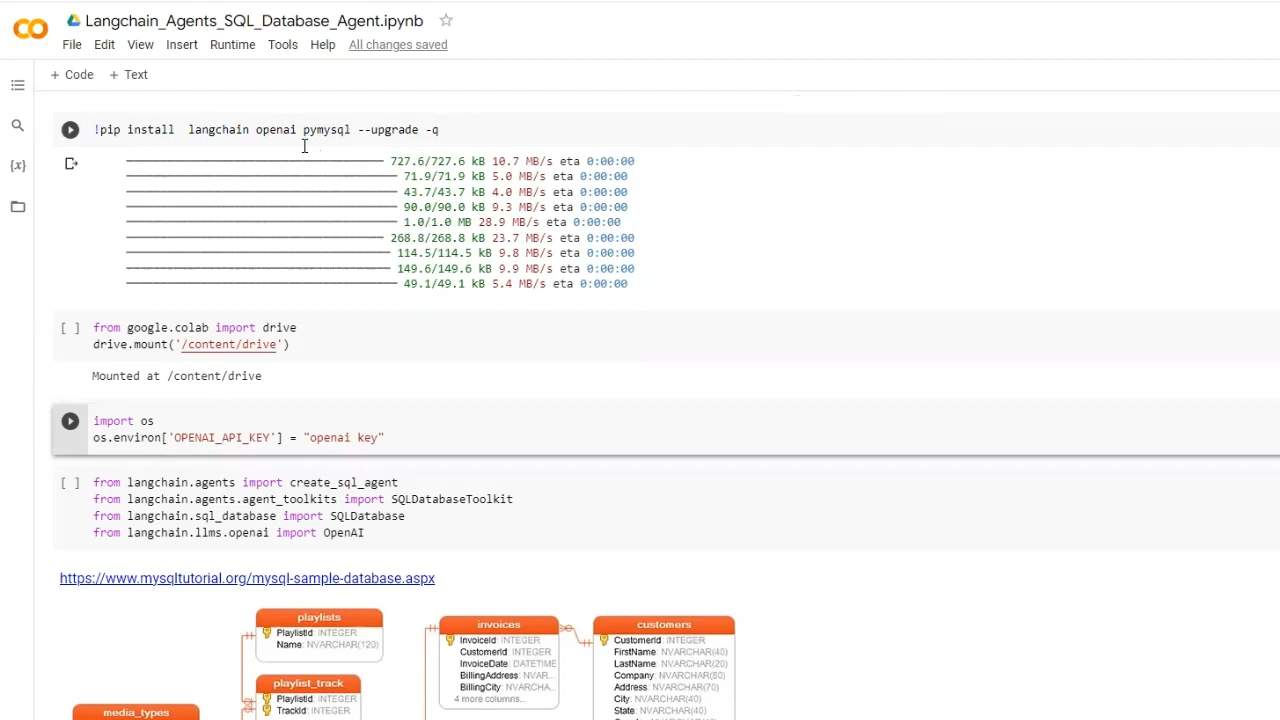 Langchain_Agents_SQL_Database_Agent.ipynb
File Edit View Insert Runtime Tools Help All changes saved
+ Code + Text
!pip install langchain openai pymysql --upgrade -q
727.6/727.6 kB 10.7 MB/s eta 0:00:00
71.9/71.9 kB 5.0 MB/s eta 0:00:00
43.7/43.7 kB 4.0 MB/s eta 0:00:00
90.0/90.0 kB 9.3 MB/s eta 0:00:00
1.0/1.0 MB 28.9 MB/s eta 0:00:00
268.8/268.8 kB 23.7 MB/s eta 0:00:00
114.5/114.5 kB 9.8 MB/s eta 0:00:00
149.6/149.6 kB 9.9 MB/s eta 0:00:00
49.1/49.1 kB 5.4 MB/s eta 0:00:00
[ ] from google.colab import drive
drive.mount('/content/drive')
Mounted at /content/drive
import os
os.environ['OPENAI_API_KEY'] = "openai key"
[ ] from langchain.agents import create_sql_agent
from langchain.agents.agent_toolkits import SQLDatabaseToolkit
from langchain.sql_database import SQLDatabase
from langchain.llms.openai import OpenAI
https://www.mysqltutorial.org/mysql-sample-database.aspx
playlists
PlaylistId INTEGER
Name: NVARCHAR(120)
playlist_track
PlaylistId: INTEGER
TrackId: INTEGER
media_types
invoices
InvoiceId: INTEGER
CustomerId: INTEGER
InvoiceDate: DATETIME
BillingAddress: NVAR...
BillingCity: NVARCHA...
4 more columns...
customers
CustomerId: INTEGER
FirstName: NVARCHAR(40)
LastName: NVARCHAR(20)
Company: NVARCHAR(80)
Address: NVARCHAR(70)
City: NVARCHAR(40)
State: NVARCHAR(40)